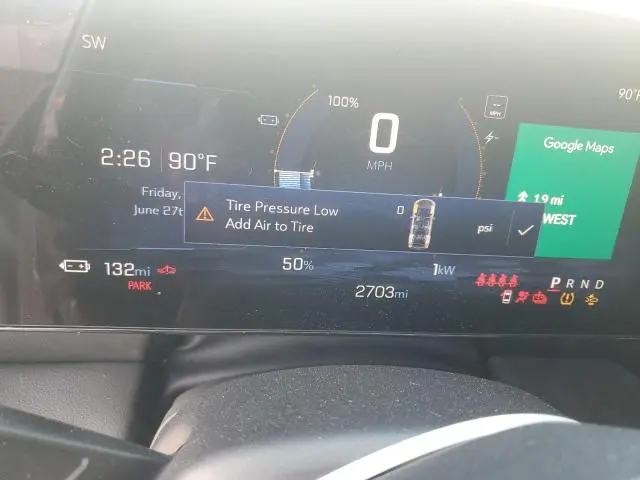 SW
90°F
100%
--
MPH
0
MPH
Google Maps
2:26 90°F
1.9 mi
WEST
Friday,
June 27t
Tire Pressure Low
Add Air to Tire
0
psi
132mi
PARK
50%
1kW
2703mi
P R N D